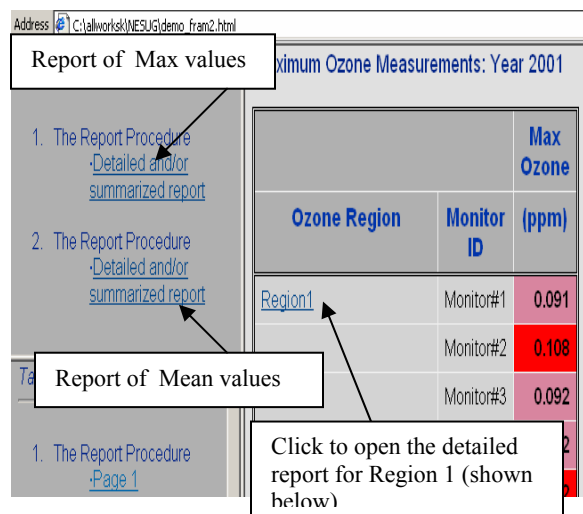 Address C:\allworksk\NESUG\demo_fram2.html
Report of Max values
Ozone Measurements: Year 2001
1. The Report Procedure
·Detailed and/or
summarized report
2. The Report Procedure
·Detailed and/or
summarized report
Report of Mean values
1. The Report Procedure
·Page 1
Max
Ozone
Ozone Region Monitor (ppm)
ID
Region1 Monitor#1 0.091
Monitor#2 0.108
Monitor#3 0.092
Click to open the detailed
report for Region 1 (shown
below)